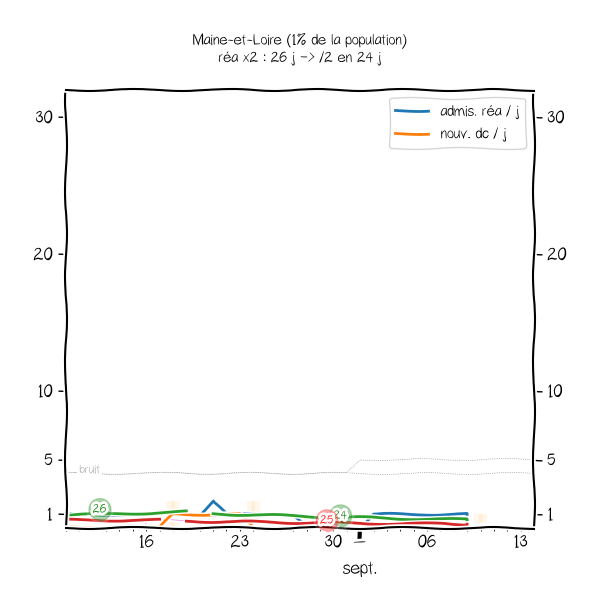 Maine-et-Loire (1% de la population)
réa x2 : 26 j -> /2 en 24 j
admis. réa / j
nouv. dc / j
30 30
20 20
10 10
5 5
bruit
1 1
26
25 24
16 23 30 1 06 13
sept.